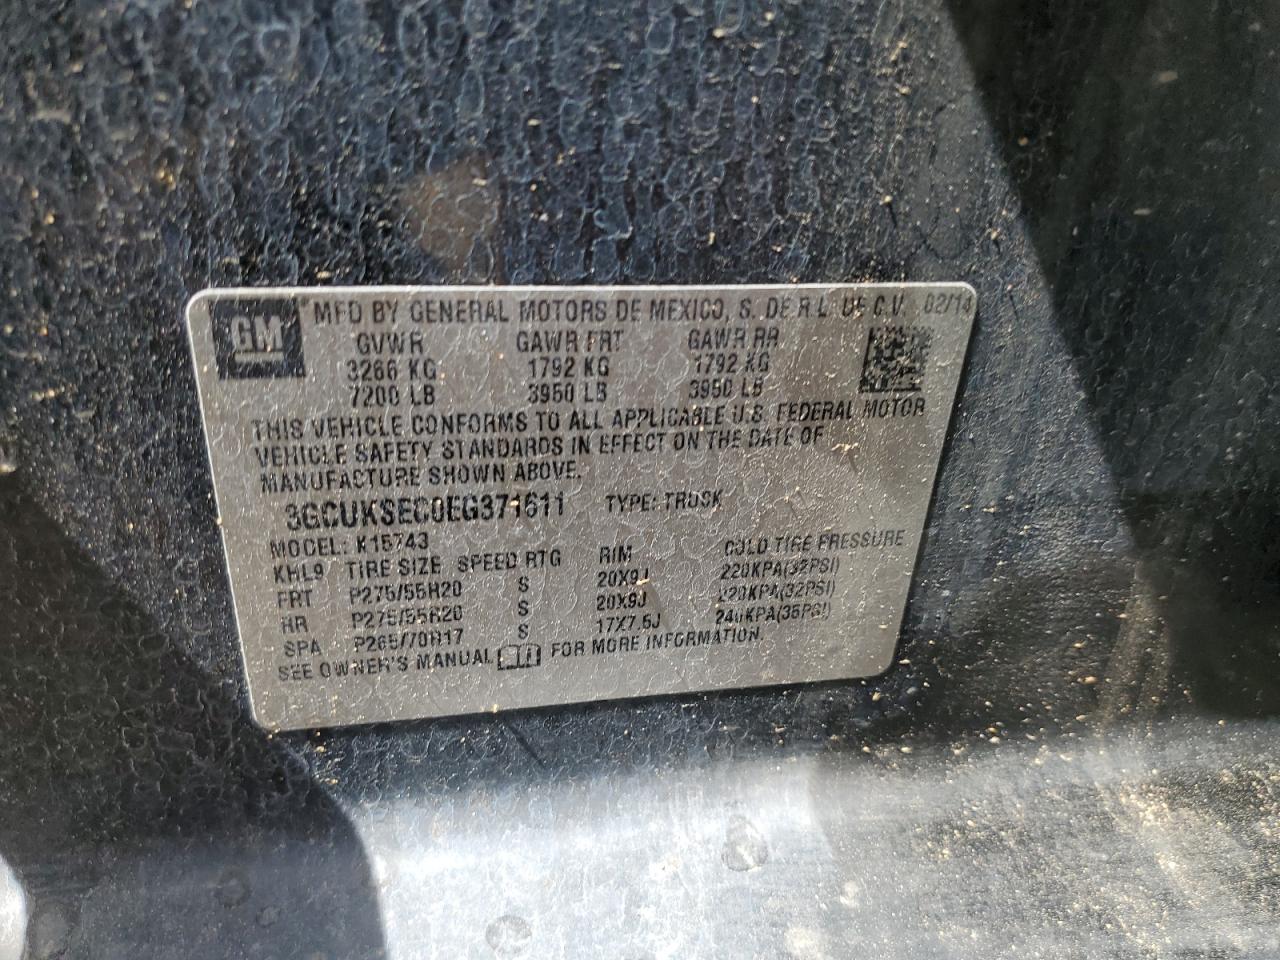 GM MFD BY GENERAL MOTORS DE MEXICO, S. DE R.L. DE C.V. 02/14
GVWR GAWR FRT GAWR RR
3266 KG 1792 KG 1792 KG
7200 LB 3950 LB 3950 LB
THIS VEHICLE CONFORMS TO ALL APPLICABLE U.S. FEDERAL MOTOR
VEHICLE SAFETY STANDARDS IN EFFECT ON THE DATE OF
MANUFACTURE SHOWN ABOVE.
3GCUKSEC0EG371611 TYPE: TRUCK
MODEL: K15743
KHL9 TIRE SIZE SPEED RTG RIM COLD TIRE PRESSURE
FRT P275/55R20 S 20X9J 220KPA(32PSI)
RR P275/55R20 S 20X9J 220KPA(32PSI)
SPA P265/70R17 S 17X7.5J 240KPA(35PSI)
SEE OWNER'S MANUAL FOR MORE INFORMATION.